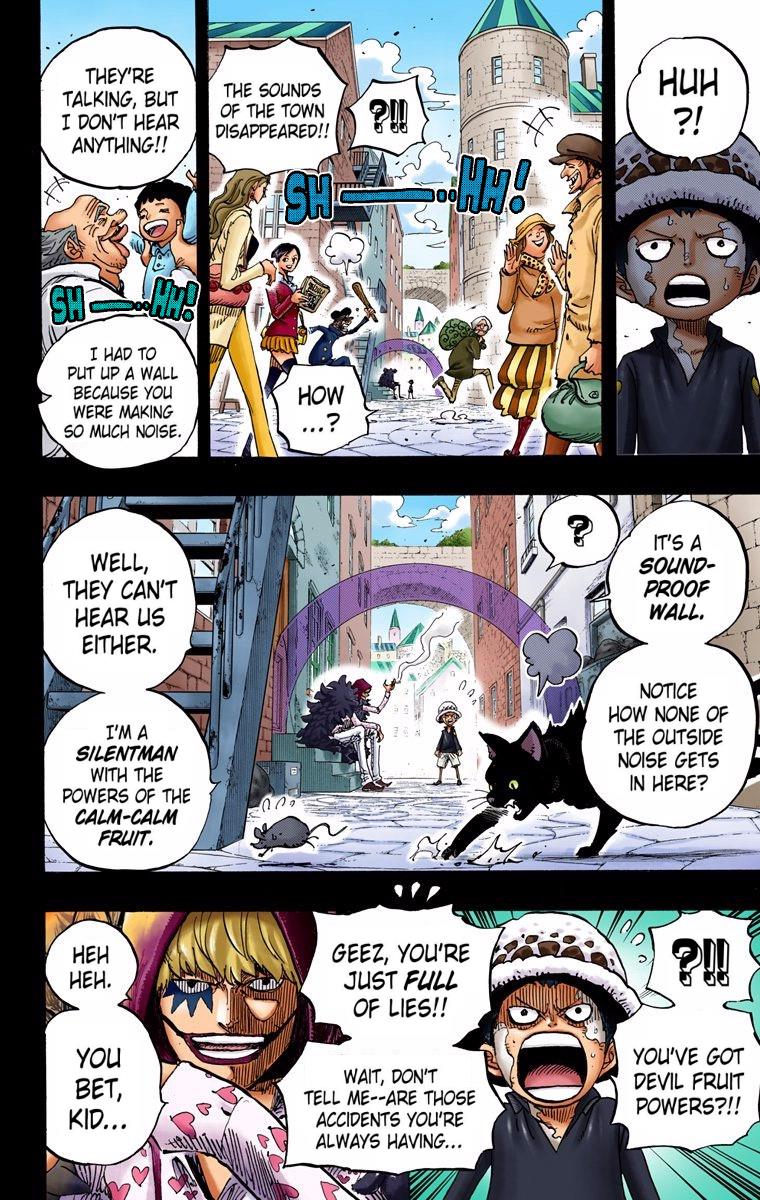 HUH
?!
?!!
THE SOUNDS
OF THE TOWN
DISAPPEARED!!
SH——··HH!
HOW
...?
THEY'RE
TALKING, BUT
I DON'T HEAR
ANYTHING!!
SH——··HH!
I HAD TO
PUT UP A WALL
BECAUSE YOU
WERE MAKING
SO MUCH NOISE.
IT'S A
SOUND-
PROOF
WALL.
?
NOTICE
HOW NONE OF
THE OUTSIDE
NOISE GETS
IN HERE?
WELL,
THEY CAN'T
HEAR US
EITHER.
I'M A
SILENTMAN
WITH THE
POWERS OF THE
CALM-CALM
FRUIT.
?!!
YOU'VE GOT
DEVIL FRUIT
POWERS?!!
GEEZ, YOU'RE
JUST FULL
OF LIES!!
WAIT, DON'T
TELL ME--ARE THOSE
ACCIDENTS YOU'RE
ALWAYS HAVING...
HEH
HEH.
YOU
BET,
KID...